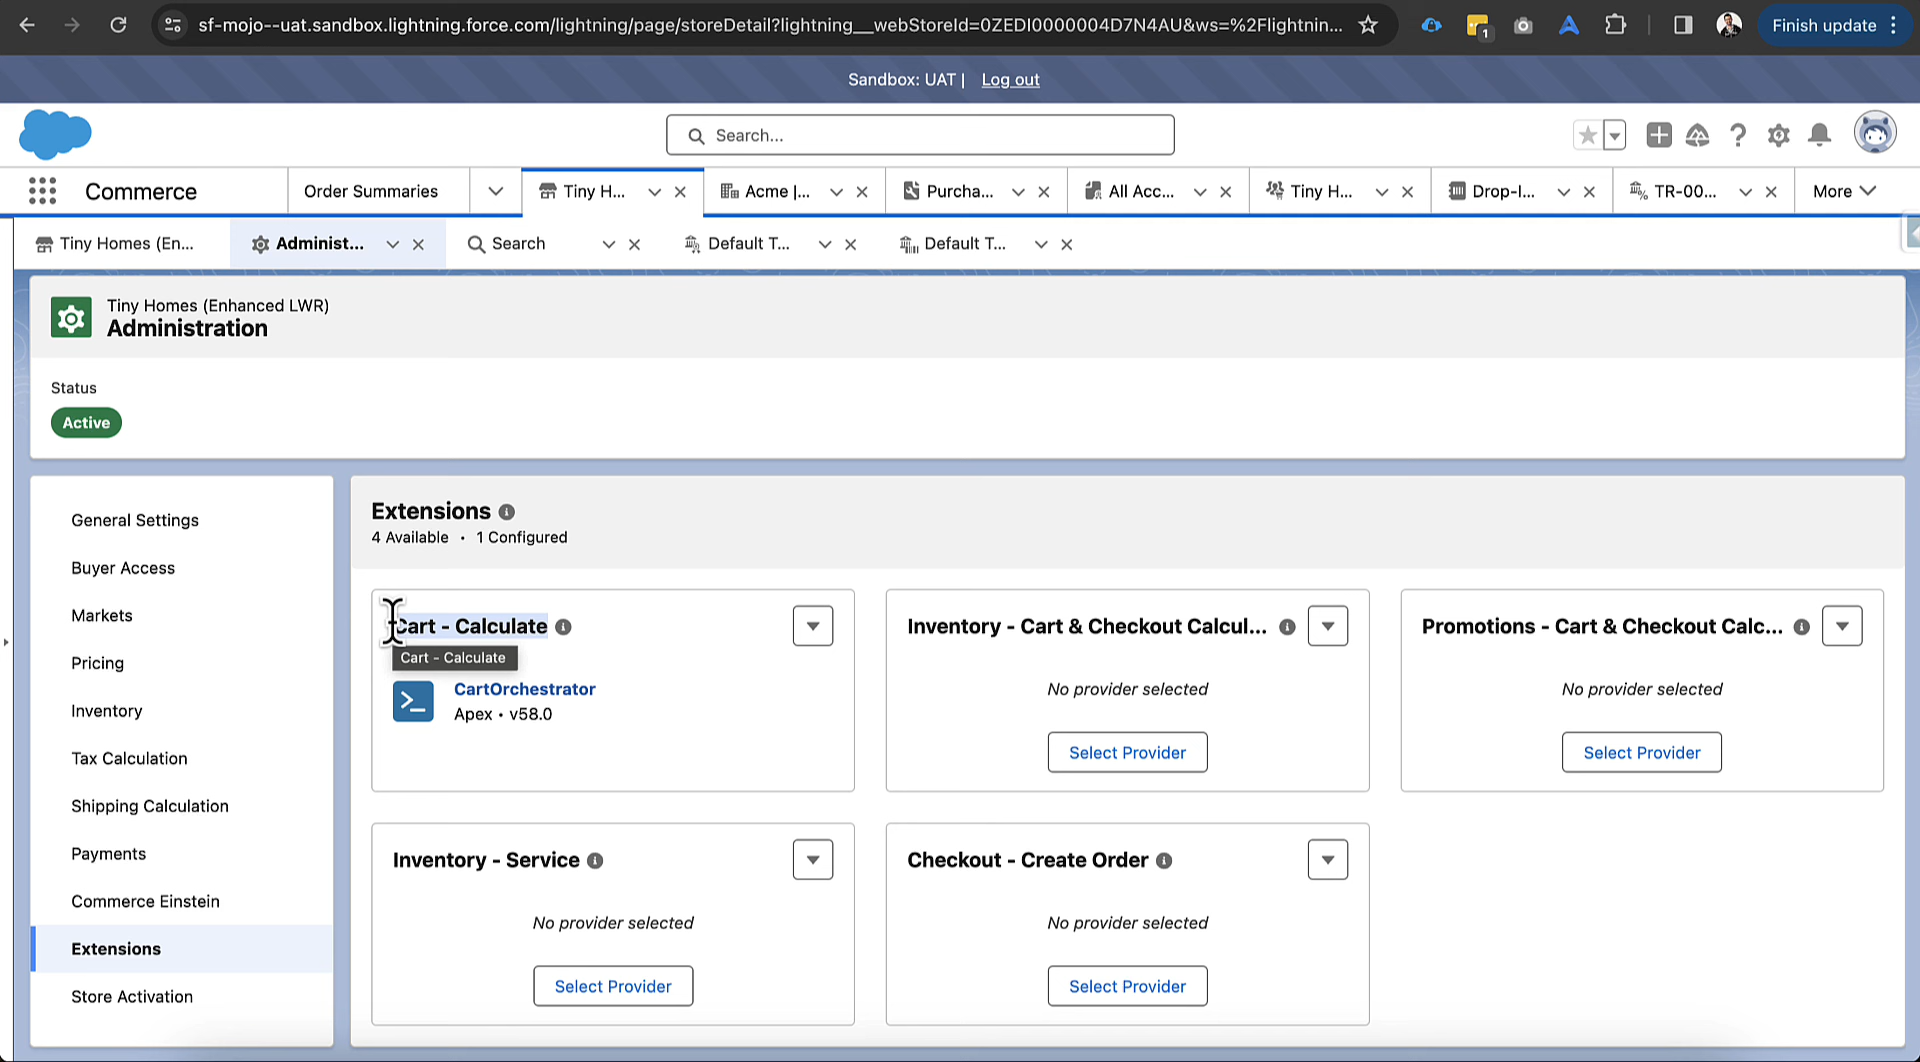 sf-mojo--uat.sandbox.lightning.force.com/lightning/page/storeDetail?lightning__webStoreId=0ZEDI0000004D7N4AU&ws=%2Flightnin...
1
Finish update
Sandbox: UAT |
Log out
Search...
Commerce
Order Summaries
Tiny H...
Acme |...
Purcha...
All Acc...
Tiny H...
Drop-I...
TR-00...
More
Tiny Homes (En...
Administ...
Search
Default T...
Default T...
Tiny Homes (Enhanced LWR)
Administration
Status
Active
General Settings
Buyer Access
Markets
Pricing
Inventory
Tax Calculation
Shipping Calculation
Payments
Commerce Einstein
Extensions
Store Activation
Extensions
4 Available • 1 Configured
Cart - Calculate
Cart - Calculate
CartOrchestrator
Apex • v58.0
Inventory - Cart & Checkout Calcul...
No provider selected
Select Provider
Promotions - Cart & Checkout Calc...
No provider selected
Select Provider
Inventory - Service
No provider selected
Select Provider
Checkout - Create Order
No provider selected
Select Provider